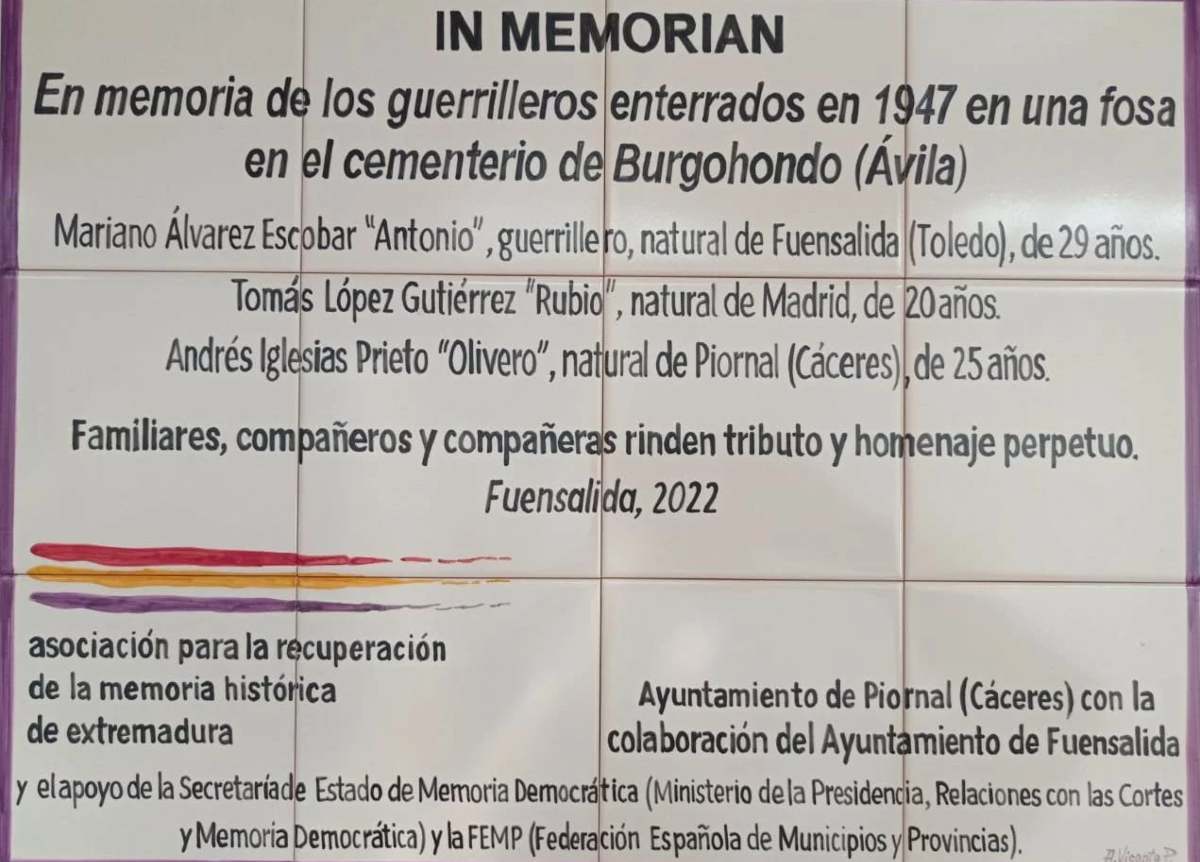 IN MEMORIAN
En memoria de los guerrilleros enterrados en 1947 en una fosa
en el cementerio de Burgohondo (Ávila)
Mariano Álvarez Escobar "Antonio", guerrillero, natural de Fuensalida (Toledo), de 29 años.
Tomás López Gutiérrez "Rubio", natural de Madrid, de 20 años.
Andrés Iglesias Prieto "Olivero", natural de Piornal (Cáceres), de 25 años.
Familiares, compañeros y compañeras rinden tributo y homenaje perpetuo.
Fuensalida, 2022
asociación para la recuperación
de la memoria histórica
de extremadura
Ayuntamiento de Piornal (Cáceres) con la
colaboración del Ayuntamiento de Fuensalida
y el apoyo de la Secretaría de Estado de Memoria Democrática (Ministerio de la Presidencia, Relaciones con las Cortes
y Memoria Democrática) y la FEMP (Federación Española de Municipios y Provincias).